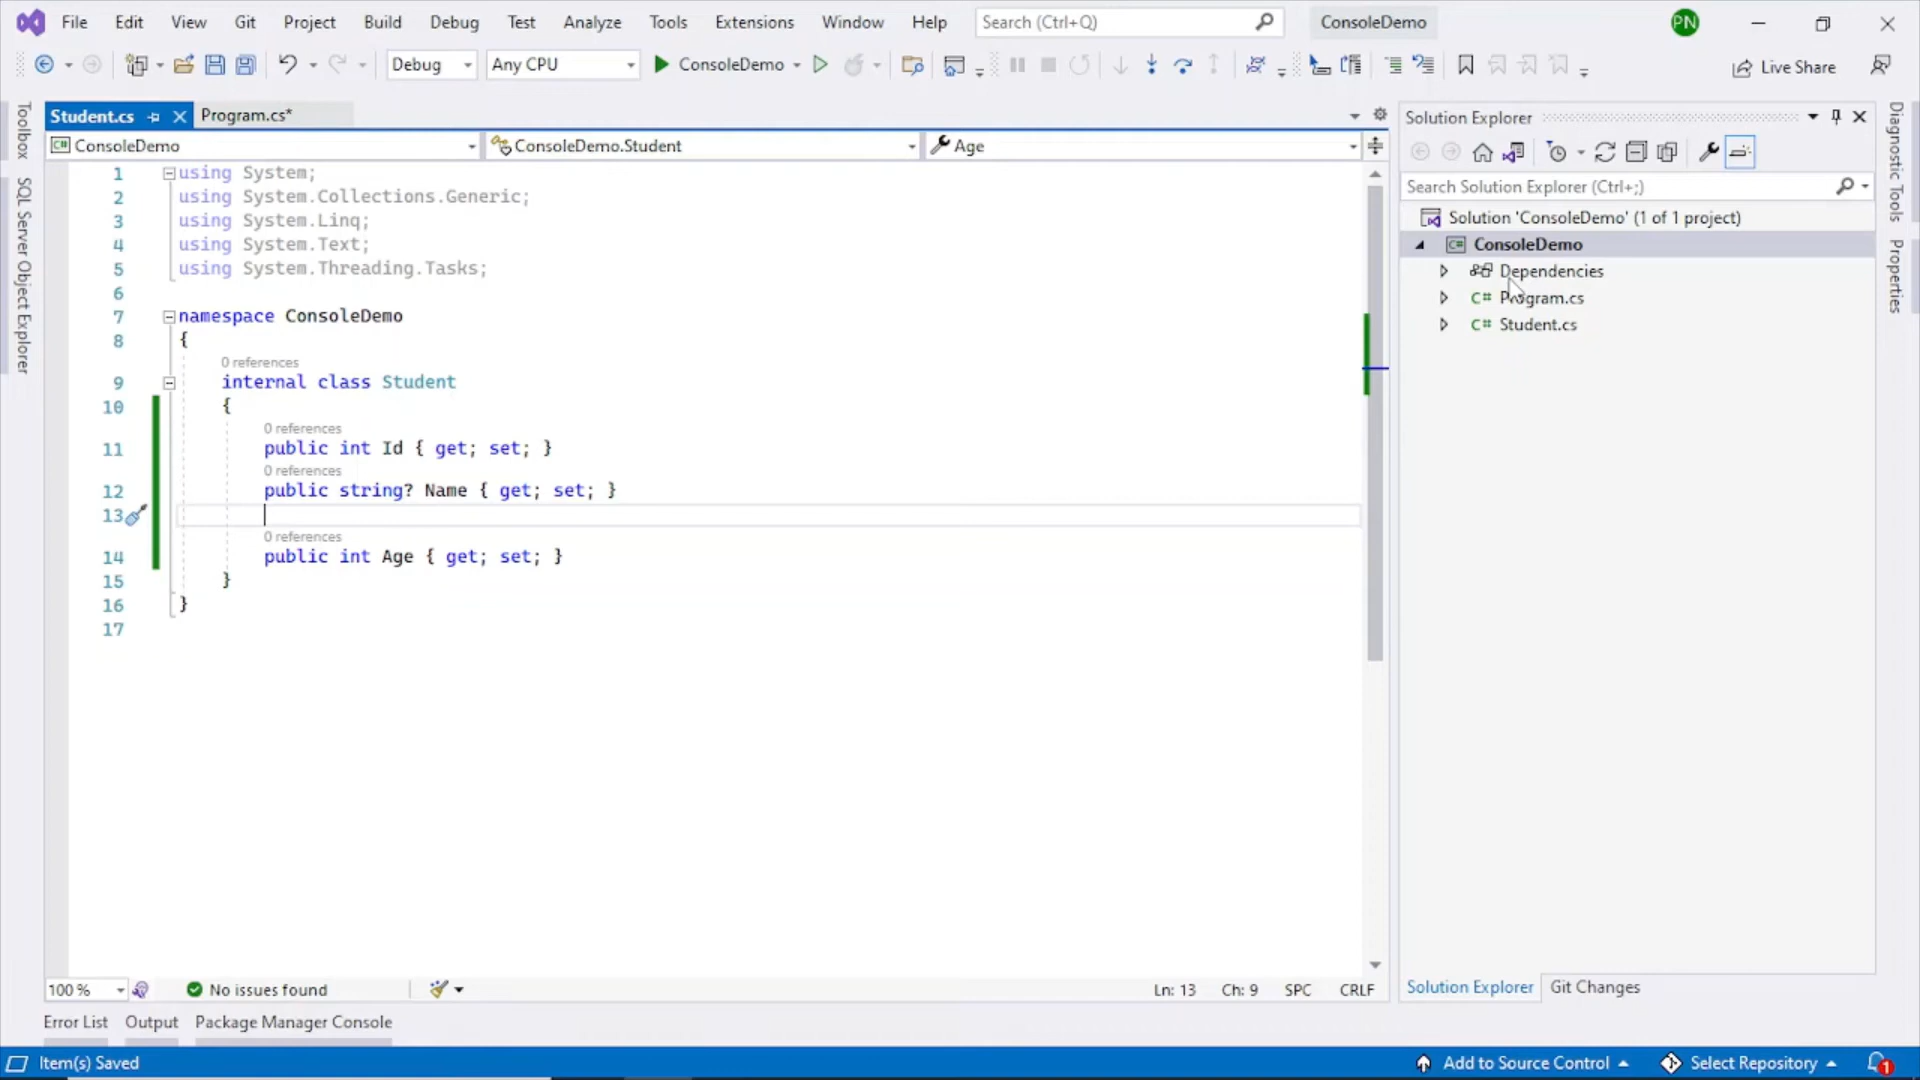 File Edit View Git Project Build Debug Test Analyze Tools Extensions Window Help Search (Ctrl+Q) ConsoleDemo PN
Debug Any CPU ConsoleDemo Live Share
Student.cs Program.cs*
ConsoleDemo ConsoleDemo.Student Age
1 using System;
2 using System.Collections.Generic;
3 using System.Linq;
4 using System.Text;
5 using System.Threading.Tasks;
6
7 namespace ConsoleDemo
8 {
0 references
9 internal class Student
10 {
0 references
11 public int Id { get; set; }
0 references
12 public string? Name { get; set; }
13
0 references
14 public int Age { get; set; }
15 }
16 }
17
100 % No issues found Ln: 13 Ch: 9 SPC CRLF
Error List Output Package Manager Console
Item(s) Saved Add to Source Control Select Repository 1
Toolbox
SQL Server Object Explorer
Solution Explorer
Search Solution Explorer (Ctrl+;)
Solution 'ConsoleDemo' (1 of 1 project)
C# ConsoleDemo
Dependencies
C# Program.cs
C# Student.cs
Solution Explorer Git Changes
Diagnostic Tools
Properties